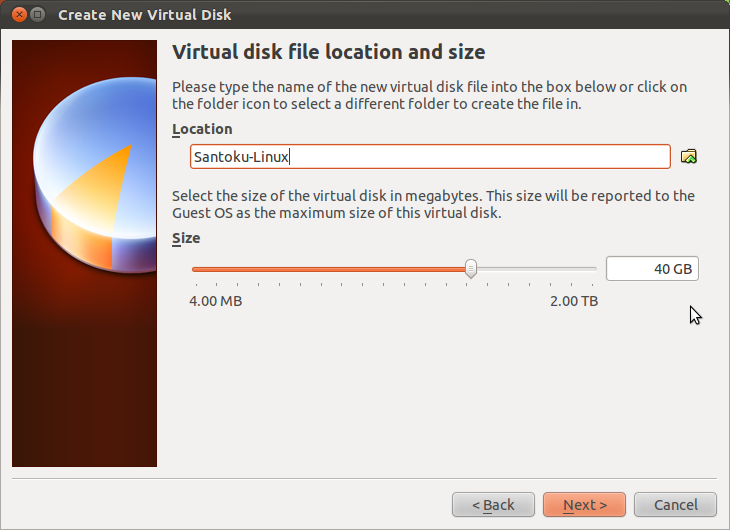 Create New Virtual Disk
Virtual disk file location and size
Please type the name of the new virtual disk file into the box below or click on
the folder icon to select a different folder to create the file in.
Location
Santoku-Linux
Select the size of the virtual disk in megabytes. This size will be reported to the
Guest OS as the maximum size of this virtual disk.
Size
40 GB
4.00 MB 2.00 TB
< Back Next > Cancel